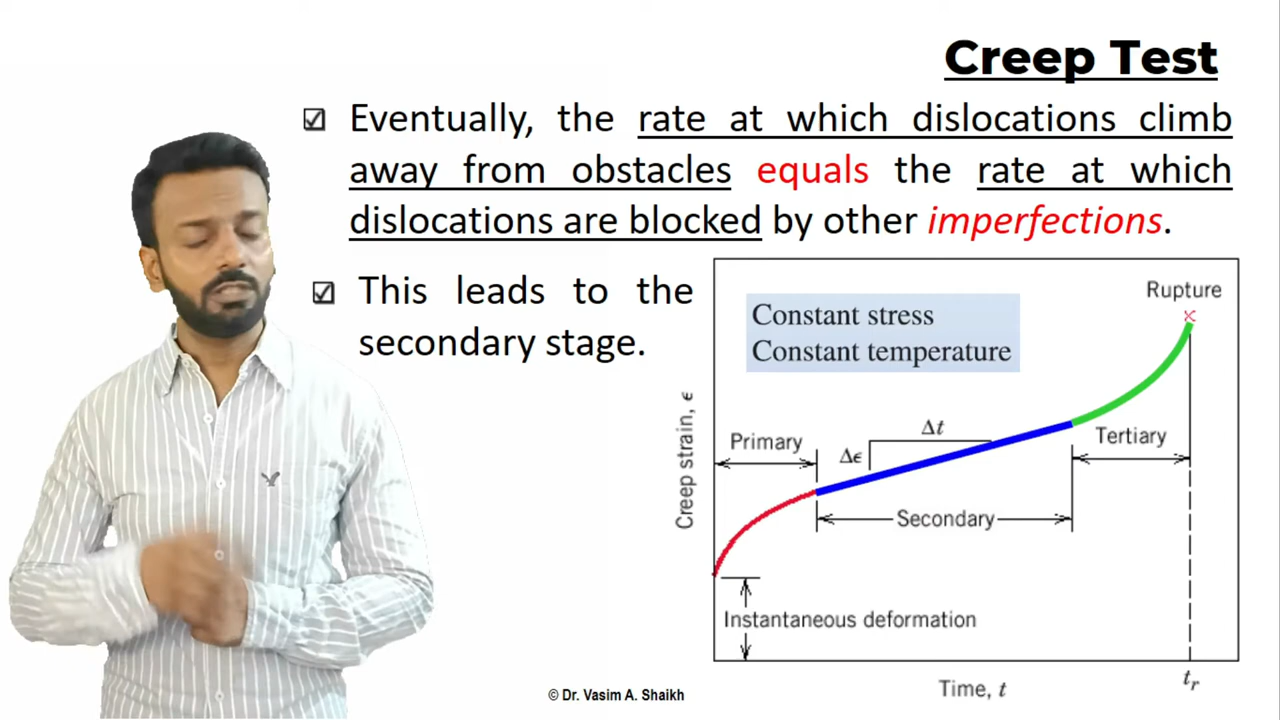 Creep Test
☑ Eventually, the rate at which dislocations climb
away from obstacles equals the rate at which
dislocations are blocked by other imperfections.
☑ This leads to the
secondary stage.
Constant stress
Constant temperature
Rupture
Creep strain, ϵ
Primary
Δϵ
Δt
Tertiary
Secondary
Instantaneous deformation
Time, t
tᵣ
© Dr. Vasim A. Shaikh